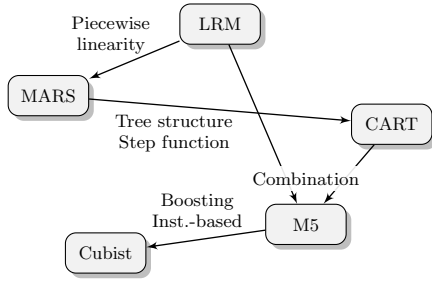 LRM
Piecewise
linearity
MARS
CART
Tree structure
Step function
Combination
Boosting
Inst.-based
M5
Cubist